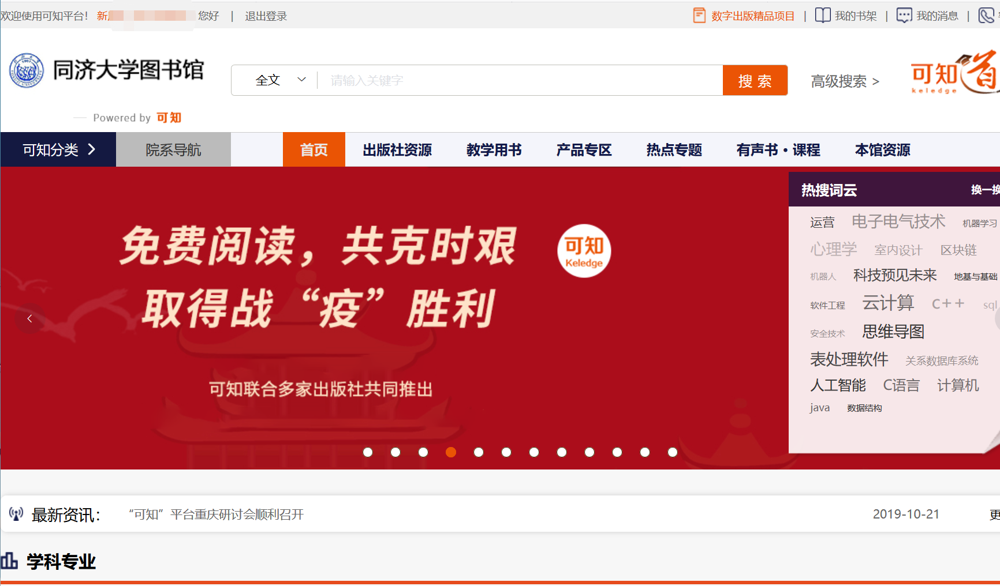 欢迎使用可知平台！ 新 您好 | 退出登录
数字出版精品项目 | 我的书架 | 我的消息 |
同济大学图书馆
Powered by 可知
全文 请输入关键字 搜 索 高级搜索 >
可知道
keledge
可知分类 院系导航 首页 出版社资源 教学用书 产品专区 热点专题 有声书·课程 本馆资源
免费阅读，共克时艰
取得战“疫”胜利
可知
Keledge
可知联合多家出版社共同推出
热搜词云 换一换
运营 电子电气技术 机器学习
心理学 室内设计 区块链
机器人 科技预见未来 地基与基础
软件工程 云计算 C++ sql
安全技术 思维导图
表处理软件 关系数据库系统
人工智能 C语言 计算机
java 数据结构
最新资讯： “可知”平台重庆研讨会顺利召开 2019-10-21 更
学科专业